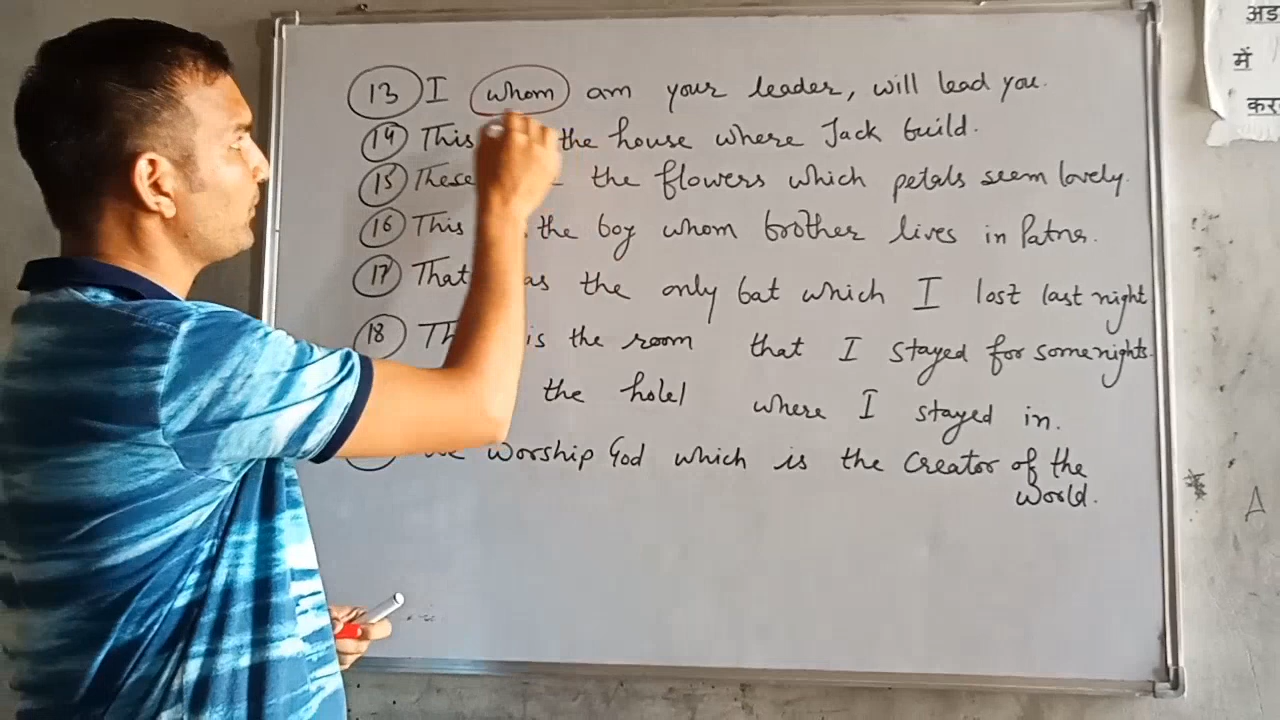 13 I whom am your leader, will lead you.
14 This the house where Jack build.
15 These the flowers which petals seem lovely.
16 This the boy whom brother lives in Patna.
17 That as the only bat which I lost last night
18 Th is the room that I stayed for some nights.
the hotel where I stayed in.
worship God which is the creator of the
world.
अड
में
कर
A